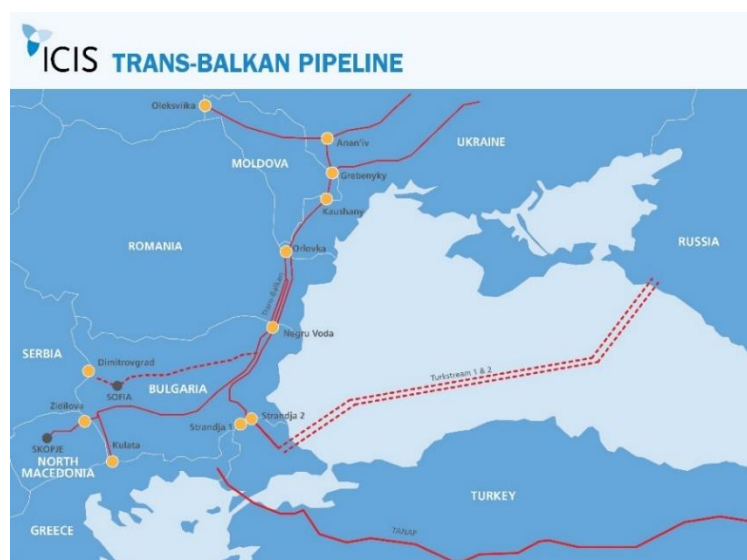 ICIS TRANS-BALKAN PIPELINE
Oleksviika
Anan'iv
UKRAINE
MOLDOVA
Grebenyky
Kaushany
ROMANIA
RUSSIA
Orlovka
Trans-Balkan
Negru Voda
SERBIA
Dimitrovgrad
Turkstream 1 & 2
BULGARIA
SOFIA
Zidilova
Strandja 2
Strandja 1
Kulata
SKOPJE
NORTH
MACEDONIA
TURKEY
GREECE
TANAP